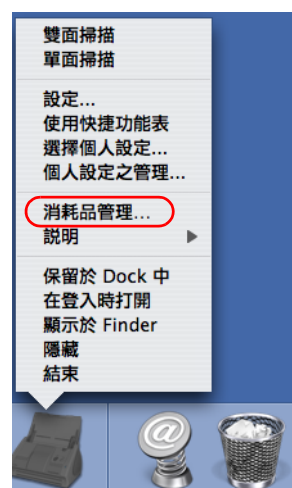 雙面掃描
單面掃描
設定...
使用快捷功能表
選擇個人設定...
個人設定之管理...
消耗品管理...
説明
保留於 Dock 中
在登入時打開
顯示於 Finder
隱藏
結束
@